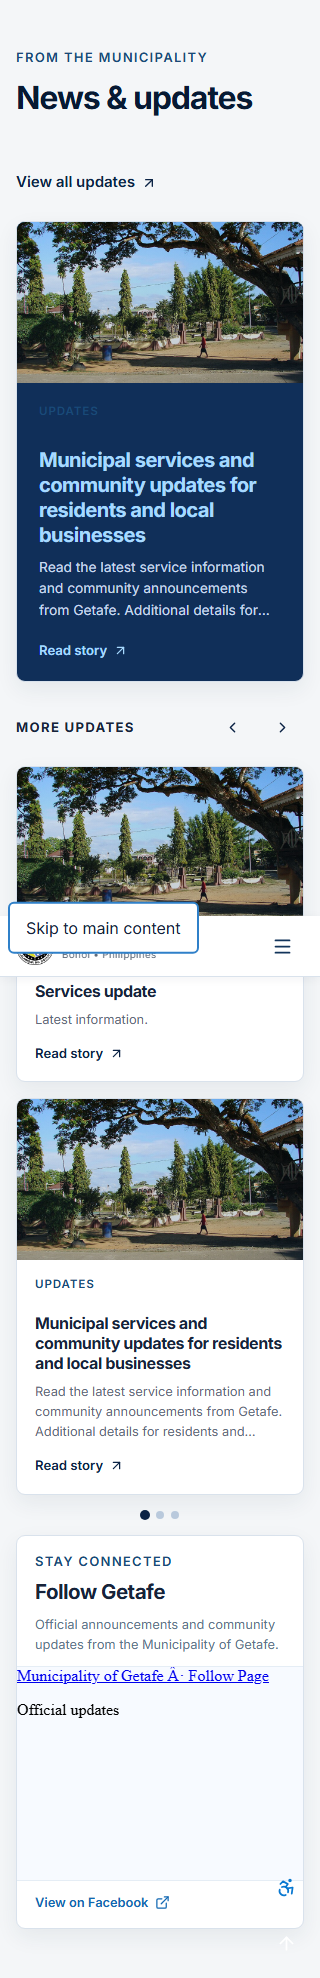 FROM THE MUNICIPALITY
News & updates
View all updates
UPDATES
Municipal services and
community updates for
residents and local
businesses
Read the latest service information
and community announcements
from Getafe. Additional details for...
Read story
MORE UPDATES
Skip to main content
Bohol • Philippines
Services update
Latest information.
Read story
UPDATES
Municipal services and
community updates for residents
and local businesses
Read the latest service information and
community announcements from Getafe.
Additional details for residents and...
Read story
STAY CONNECTED
Follow Getafe
Official announcements and community
updates from the Municipality of Getafe.
Municipality of Getafe Â· Follow Page
Official updates
View on Facebook